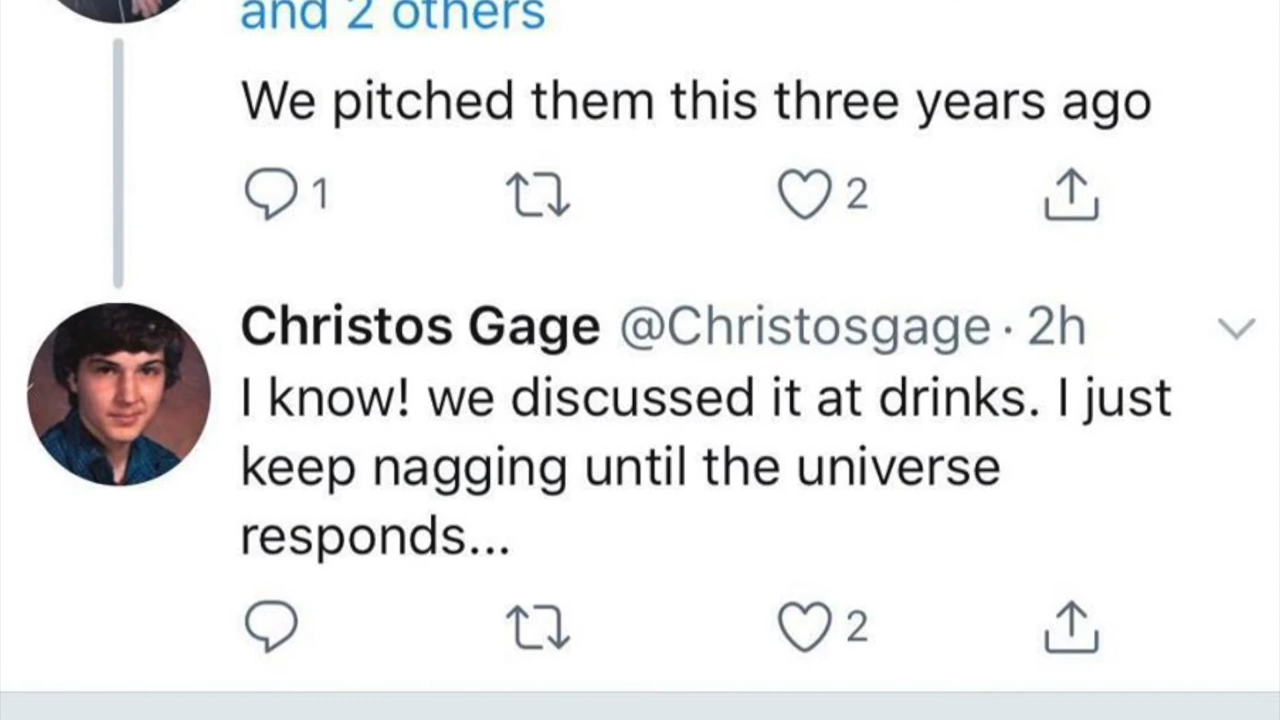 and 2 others
We pitched them this three years ago
1
2
Christos Gage @Christosgage · 2h
I know! we discussed it at drinks. I just
keep nagging until the universe
responds...
2